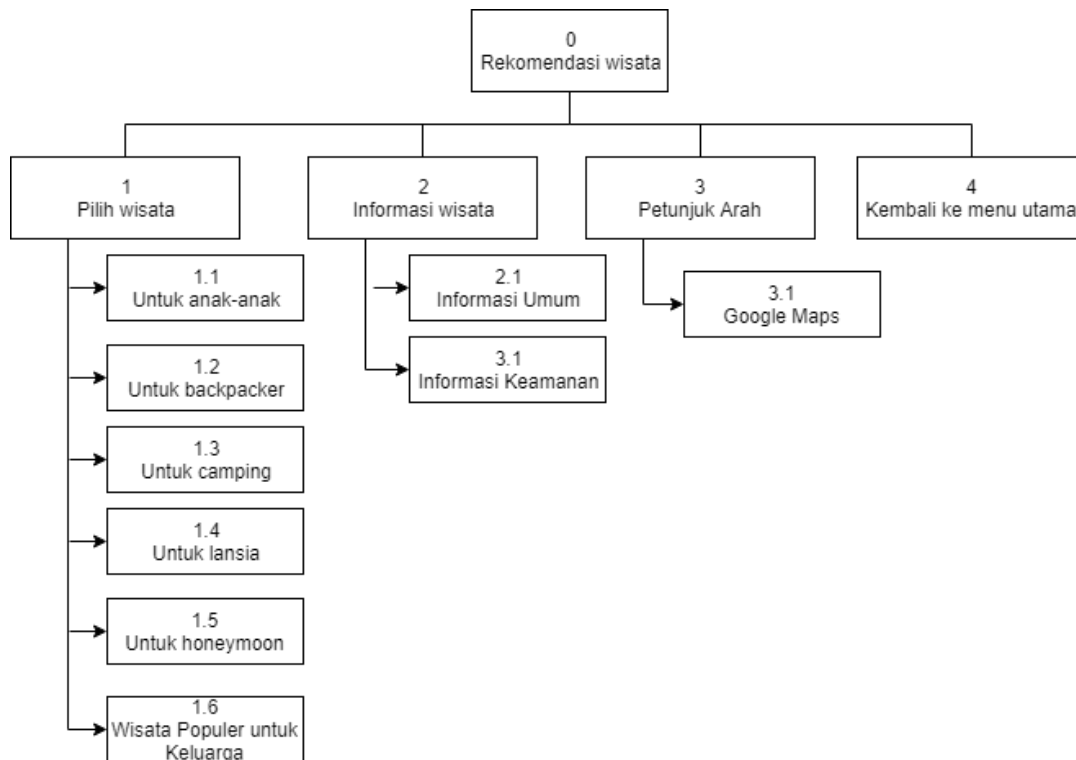 0
Rekomendasi wisata
1
Pilih wisata
2
Informasi wisata
3
Petunjuk Arah
4
Kembali ke menu utama
1.1
Untuk anak-anak
1.2
Untuk backpacker
1.3
Untuk camping
1.4
Untuk lansia
1.5
Untuk honeymoon
1.6
Wisata Populer untuk
Keluarga
2.1
Informasi Umum
3.1
Informasi Keamanan
3.1
Google Maps